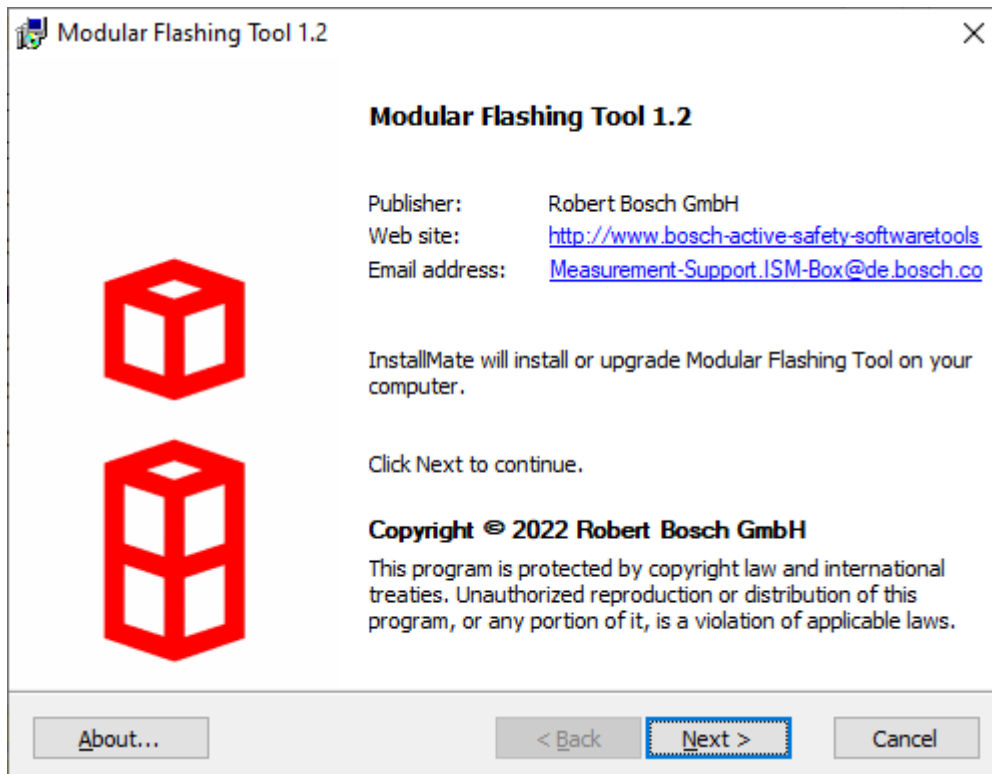 Modular Flashing Tool 1.2
Modular Flashing Tool 1.2
Publisher: Robert Bosch GmbH
Web site: http://www.bosch-active-safety-softwaretools
Email address: Measurement-Support.ISM-Box@de.bosch.co
InstallMate will install or upgrade Modular Flashing Tool on your
computer.
Click Next to continue.
Copyright © 2022 Robert Bosch GmbH
This program is protected by copyright law and international
treaties. Unauthorized reproduction or distribution of this
program, or any portion of it, is a violation of applicable laws.
About... < Back Next > Cancel